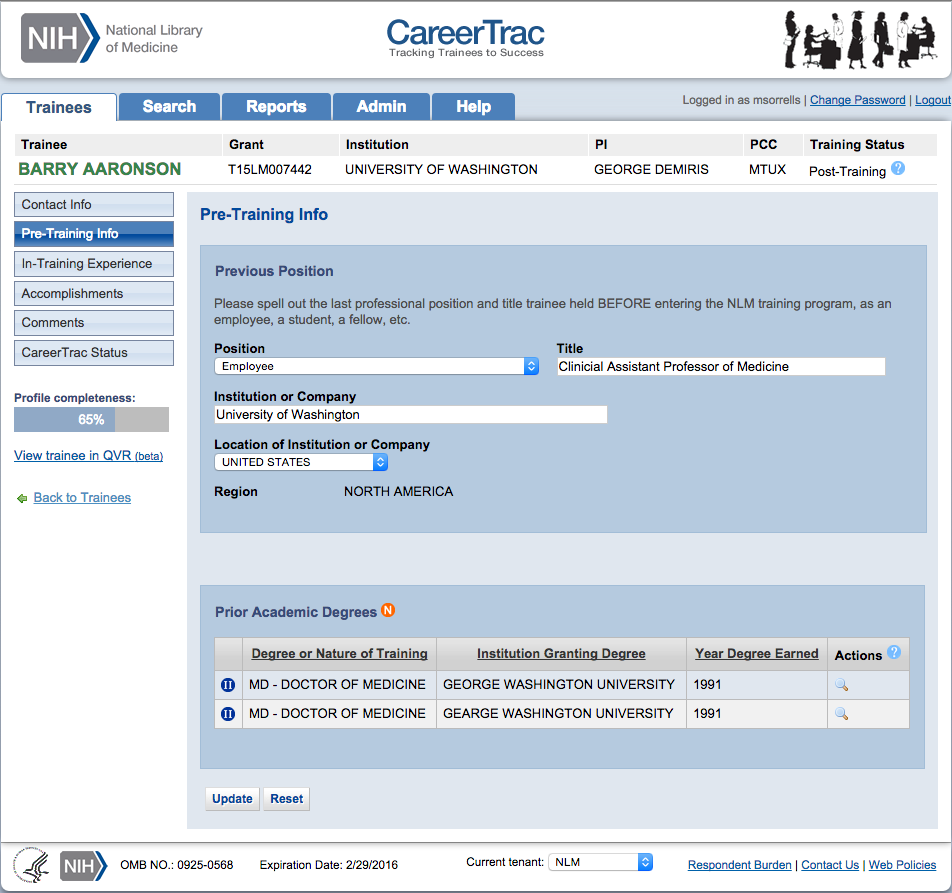 NIH National Library of Medicine
CareerTrac
Tracking Trainees to Success
Trainees Search Reports Admin Help
Logged in as msorrells | Change Password | Logout
Trainee Grant Institution PI PCC Training Status
BARRY AARONSON T15LM007442 UNIVERSITY OF WASHINGTON GEORGE DEMIRIS MTUX Post-Training ?
Contact Info
Pre-Training Info
In-Training Experience
Accomplishments
Comments
CareerTrac Status
Profile completeness:
65%
View trainee in QVR (beta)
Back to Trainees
Pre-Training Info
Previous Position
Please spell out the last professional position and title trainee held BEFORE entering the NLM training program, as an
employee, a student, a fellow, etc.
Position Title
Employee Clinicial Assistant Professor of Medicine
Institution or Company
University of Washington
Location of Institution or Company
UNITED STATES
Region NORTH AMERICA
Prior Academic Degrees N
Degree or Nature of Training Institution Granting Degree Year Degree Earned Actions ?
II MD - DOCTOR OF MEDICINE GEORGE WASHINGTON UNIVERSITY 1991
II MD - DOCTOR OF MEDICINE GEARGE WASHINGTON UNIVERSITY 1991
Update Reset
NIH OMB NO.: 0925-0568 Expiration Date: 2/29/2016 Current tenant: NLM Respondent Burden | Contact Us | Web Policies